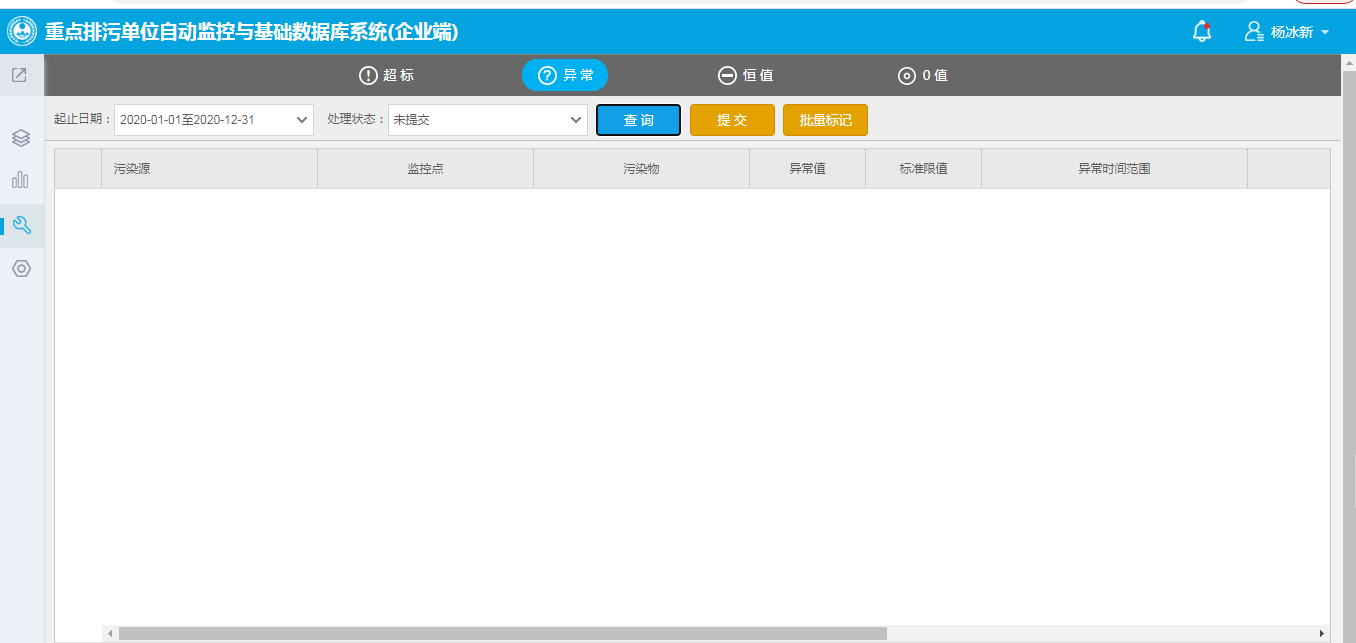 重点排污单位自动监控与基础数据库系统(企业端)
杨冰新
超标
异常
恒值
0值
起止日期：
2020-01-01至2020-12-31
处理状态：
未提交
查询
提交
批量标记
污染源
监控点
污染物
异常值
标准限值
异常时间范围